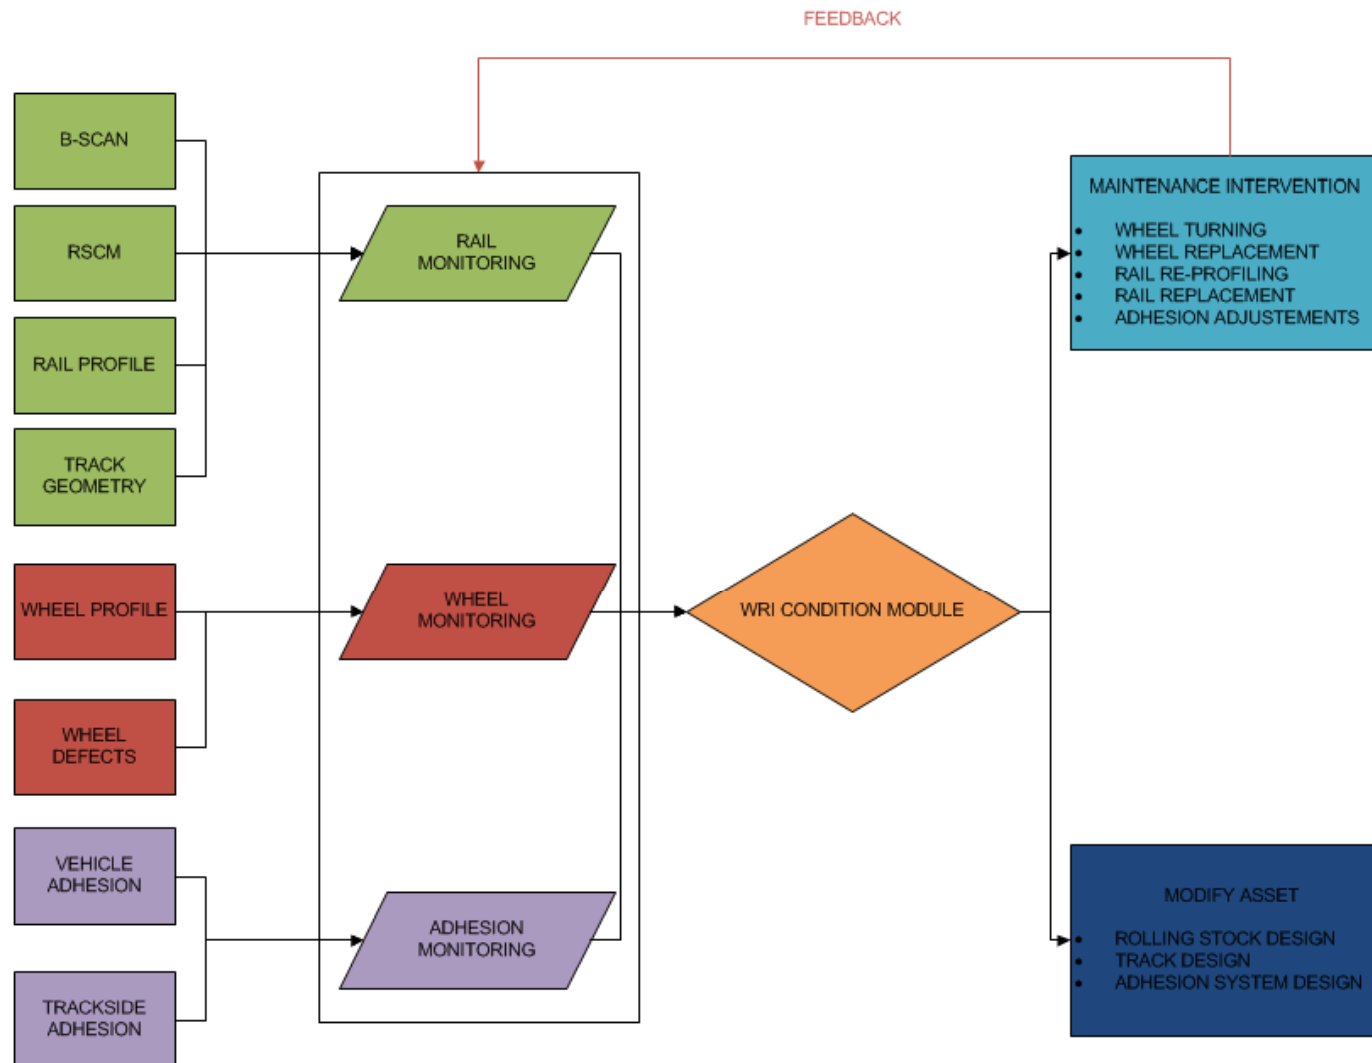 FEEDBACK
B-SCAN
RSCM
RAIL PROFILE
TRACK
GEOMETRY
WHEEL PROFILE
WHEEL
DEFECTS
VEHICLE
ADHESION
TRACKSIDE
ADHESION
RAIL
MONITORING
WHEEL
MONITORING
ADHESION
MONITORING
WRI CONDITION MODULE
MAINTENANCE INTERVENTION
• WHEEL TURNING
• WHEEL REPLACEMENT
• RAIL RE-PROFILING
• RAIL REPLACEMENT
• ADHESION ADJUSTEMENTS
MODIFY ASSET
• ROLLING STOCK DESIGN
• TRACK DESIGN
• ADHESION SYSTEM DESIGN